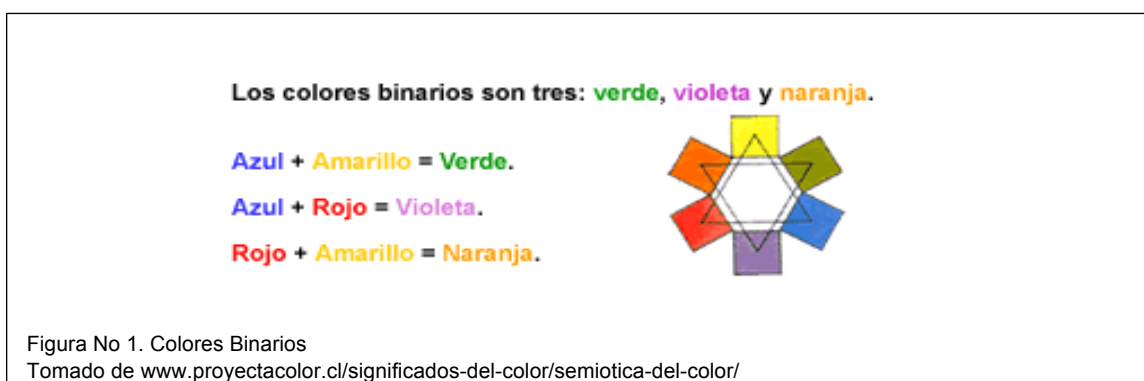 Los colores binarios son tres: verde, violeta y naranja.
Azul + Amarillo = Verde.
Azul + Rojo = Violeta.
Rojo + Amarillo = Naranja.
Figura No 1. Colores Binarios
Tomado de www.proyectacolor.cl/significados-del-color/semiotica-del-color/